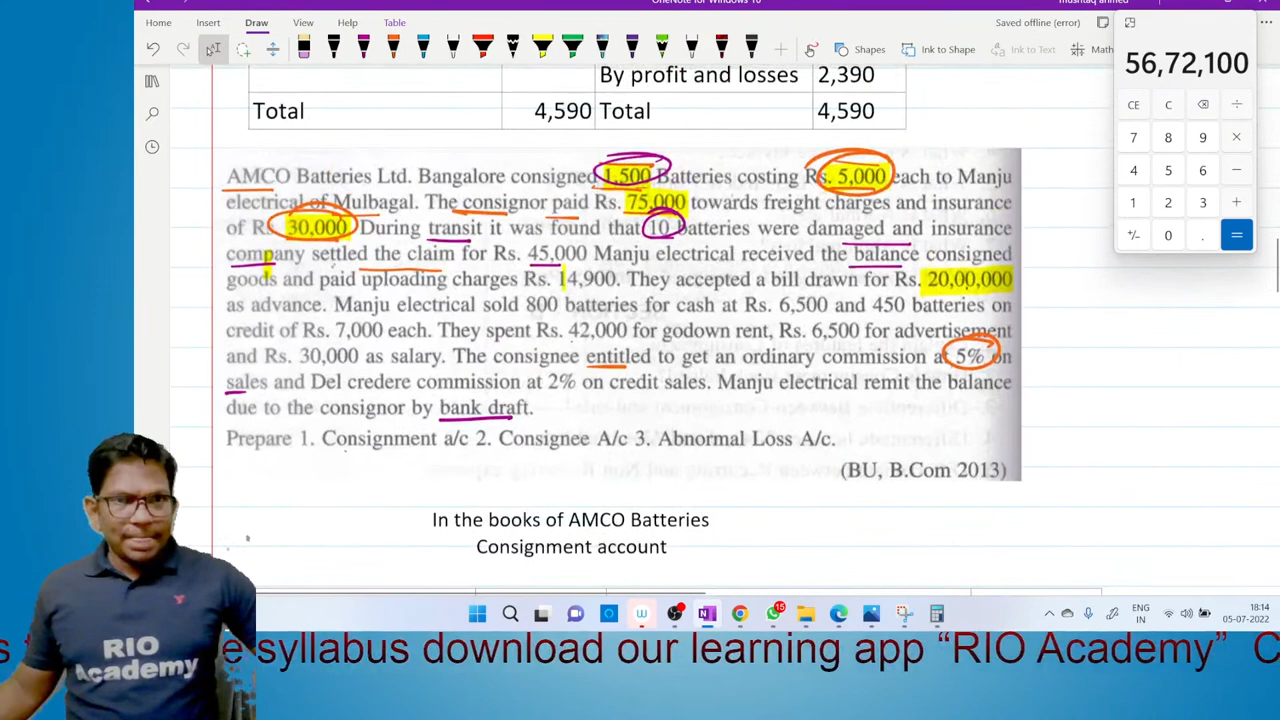 OneNote for Windows 10
mushtaq ahmed
Home Insert Draw View Help Table Saved offline (error)
Shapes Ink to Shape Ink to Text Math
56,72,100
CE C ÷
7 8 9 ×
4 5 6 −
1 2 3 +
+/− 0 . =
By profit and losses 2,390
Total 4,590 Total 4,590
AMCO Batteries Ltd. Bangalore consigned 1,500 Batteries costing Rs. 5,000 each to Manju
electrical of Mulbagal. The consignor paid Rs. 75,000 towards freight charges and insurance
of Rs 30,000 During transit it was found that 10 batteries were damaged and insurance
company settled the claim for Rs. 45,000 Manju electrical received the balance consigned
goods and paid uploading charges Rs. 14,900. They accepted a bill drawn for Rs. 20,00,000
as advance. Manju electrical sold 800 batteries for cash at Rs. 6,500 and 450 batteries on
credit of Rs. 7,000 each. They spent Rs. 42,000 for godown rent, Rs. 6,500 for advertisement
and Rs. 30,000 as salary. The consignee entitled to get an ordinary commission at 5% on
sales and Del credere commission at 2% on credit sales. Manju electrical remit the balance
due to the consignor by bank draft.
Prepare 1. Consignment a/c 2. Consignee A/c 3. Abnormal Loss A/c.
(BU, B.Com 2013)
In the books of AMCO Batteries
Consignment account
RIO
Academy
15
ENG
IN
18:14
05-07-2022
syllabus download our learning app “RIO Academy” C